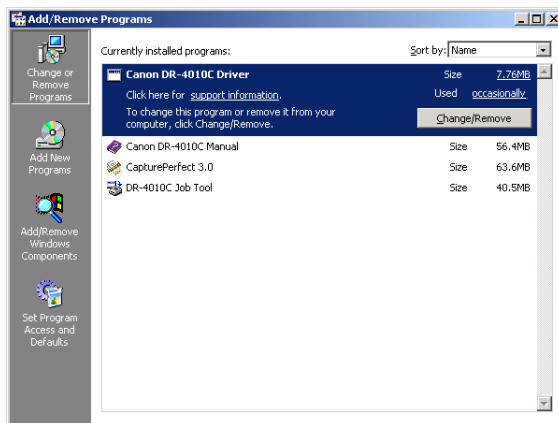 Add/Remove Programs
Change or
Remove
Programs
Add New
Programs
Add/Remove
Windows
Components
Set Program
Access and
Defaults
Currently installed programs:
Sort by: Name
Canon DR-4010C Driver Size 7.76MB
Click here for support information. Used occasionally
To change this program or remove it from your
computer, click Change/Remove.
Change/Remove
Canon DR-4010C Manual Size 56.4MB
CapturePerfect 3.0 Size 63.6MB
DR-4010C Job Tool Size 40.5MB